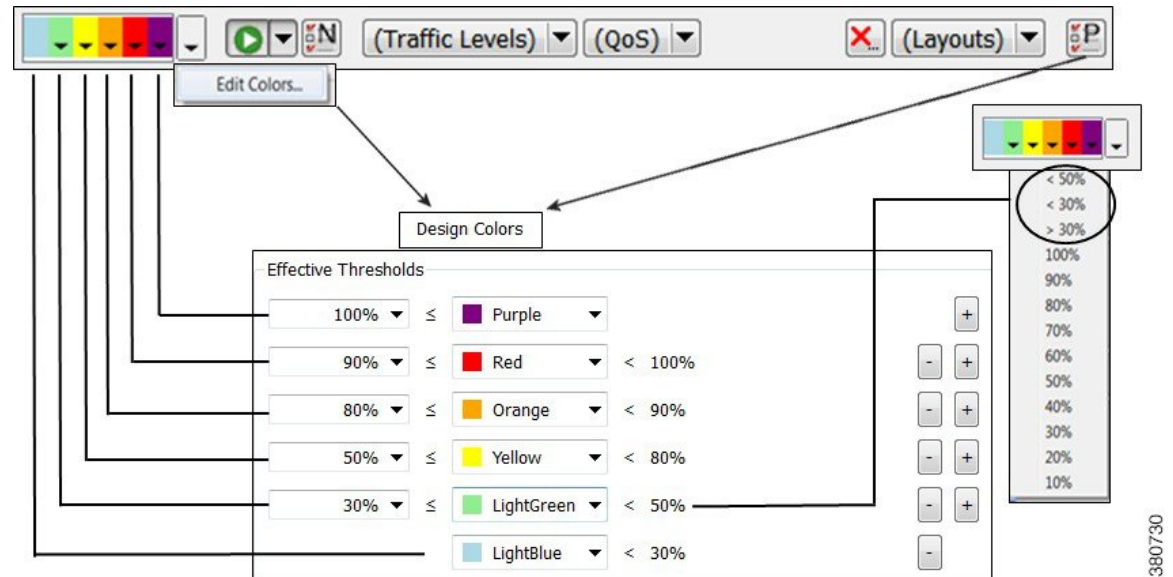 N (Traffic Levels) (QoS) (Layouts) P
Edit Colors...
Design Colors
Effective Thresholds
100% ≤ Purple +
90% ≤ Red < 100% - +
80% ≤ Orange < 90% - +
50% ≤ Yellow < 80% - +
30% ≤ LightGreen < 50% - +
LightBlue < 30% -
< 50%
< 30%
> 30%
100%
90%
80%
70%
60%
50%
40%
30%
20%
10%
380730